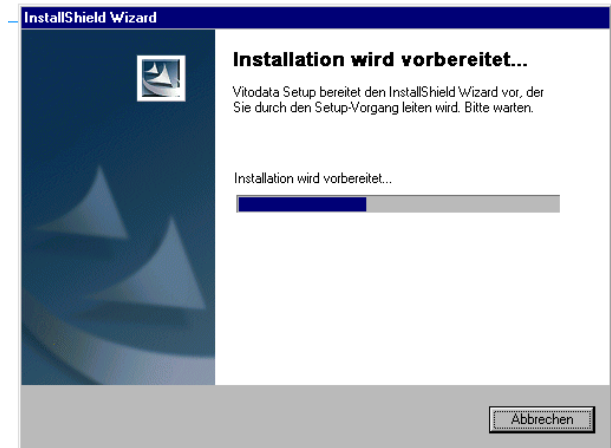 InstallShield Wizard
Installation wird vorbereitet...
Vitodata Setup bereitet den InstallShield Wizard vor, der
Sie durch den Setup-Vorgang leiten wird. Bitte warten.
Installation wird vorbereitet...
Abbrechen